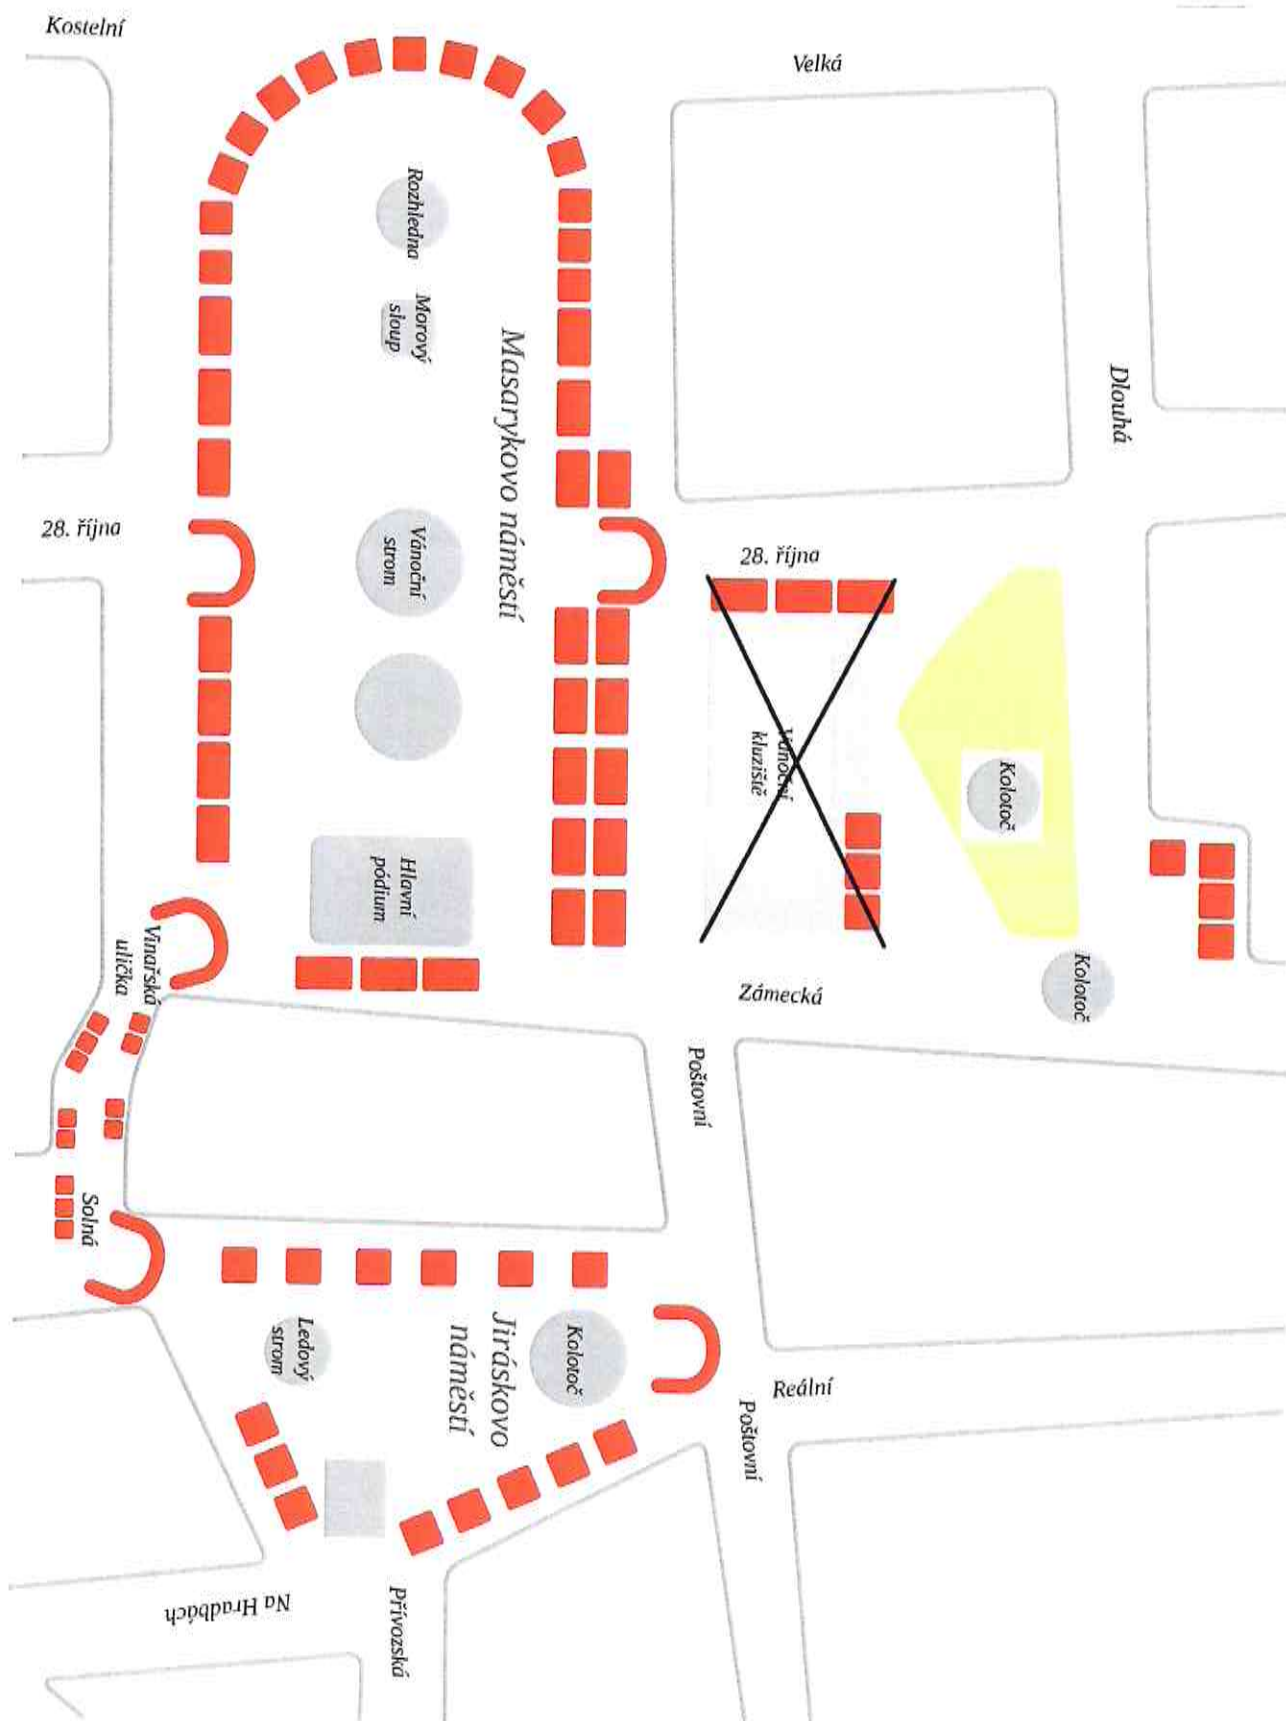 Kostelní
Velká
Rozhledna
Morový
sloup
Masarykovo náměstí
Dlouhá
28. října
Vánoční
strom
28. října
Vánoční
kluziště
Kolotoč
Hlavní
pódium
Vinařská
ulička
Zámecká
Kolotoč
Poštovní
Solná
Ledový
strom
Jiráskovo
náměstí
Kolotoč
Reálná
Poštovní
Na Hradbách
Přívozská